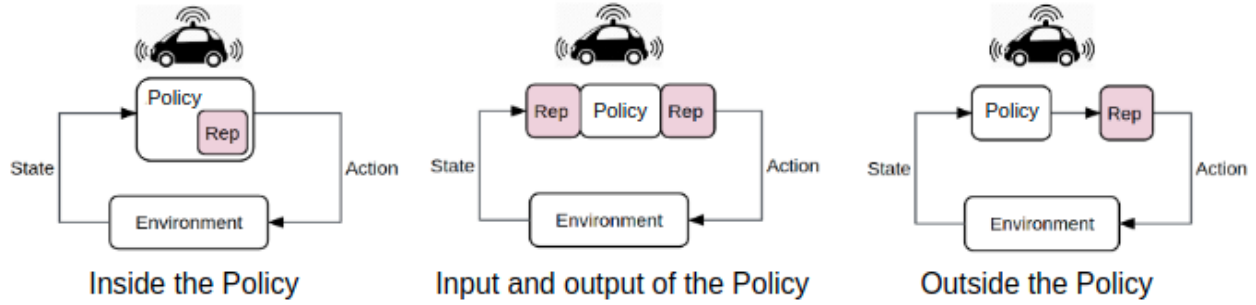 Policy
Rep
State
Action
Environment
Inside the Policy
Rep Policy Rep
State
Action
Environment
Input and output of the Policy
Policy Rep
State
Action
Environment
Outside the Policy